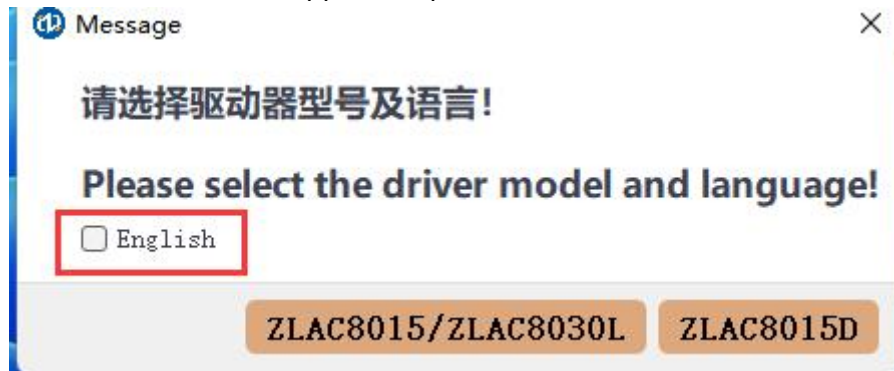 Message
请选择驱动器型号及语言!
Please select the driver model and language!
English
ZLAC8015/ZLAC8030L ZLAC8015D